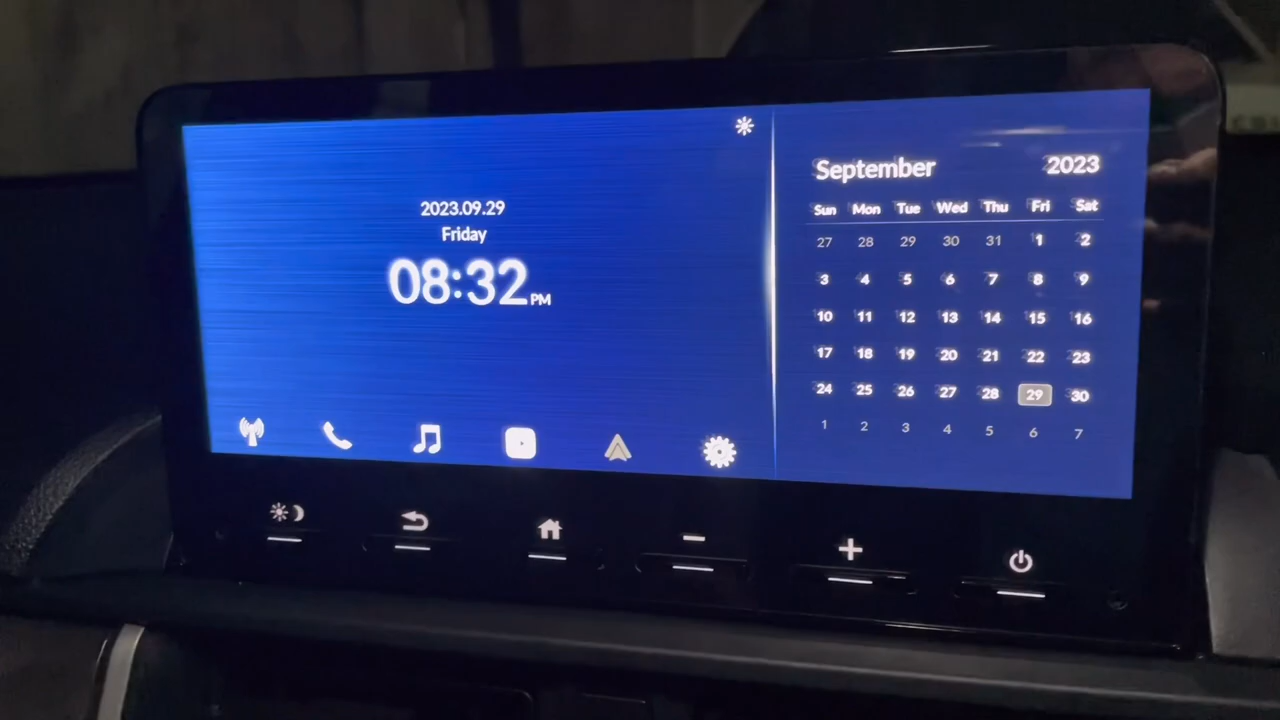 2023.09.29
Friday
08:32 PM
September 2023
Sun Mon Tue Wed Thu Fri Sat
27 28 29 30 31 1 2
3 4 5 6 7 8 9
10 11 12 13 14 15 16
17 18 19 20 21 22 23
24 25 26 27 28 29 30
1 2 3 4 5 6 7